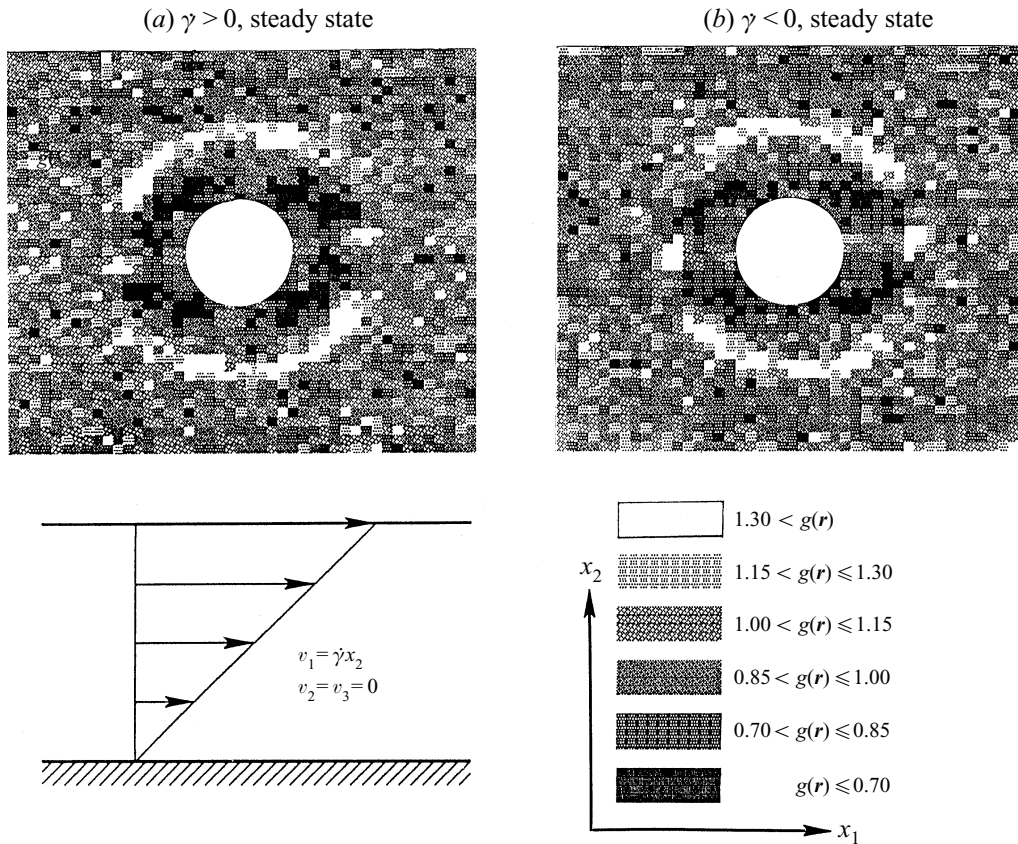 (a) γ̇ > 0, steady state
(b) γ̇ < 0, steady state
v₁ = γ̇x₂
v₂ = v₃ = 0
x₂
x₁
1.30 < g(r)
1.15 < g(r) ⩽ 1.30
1.00 < g(r) ⩽ 1.15
0.85 < g(r) ⩽ 1.00
0.70 < g(r) ⩽ 0.85
g(r) ⩽ 0.70